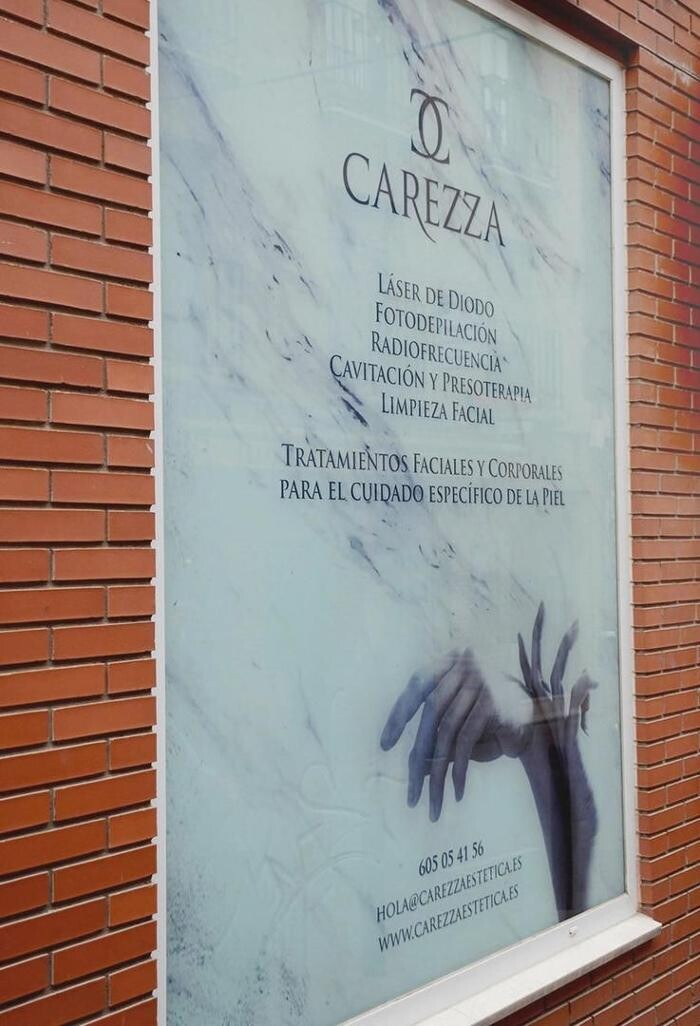 CAREZZA
LÁSER DE DIODO
FOTODEPILACIÓN
RADIOFRECUENCIA
CAVITACIÓN Y PRESOTERAPIA
LIMPIEZA FACIAL
TRATAMIENTOS FACIALES Y CORPORALES
PARA EL CUIDADO ESPECÍFICO DE LA PIEL
605 05 41 56
HOLA@CAREZZAESTETICA.ES
WWW.CAREZZAESTETICA.ES